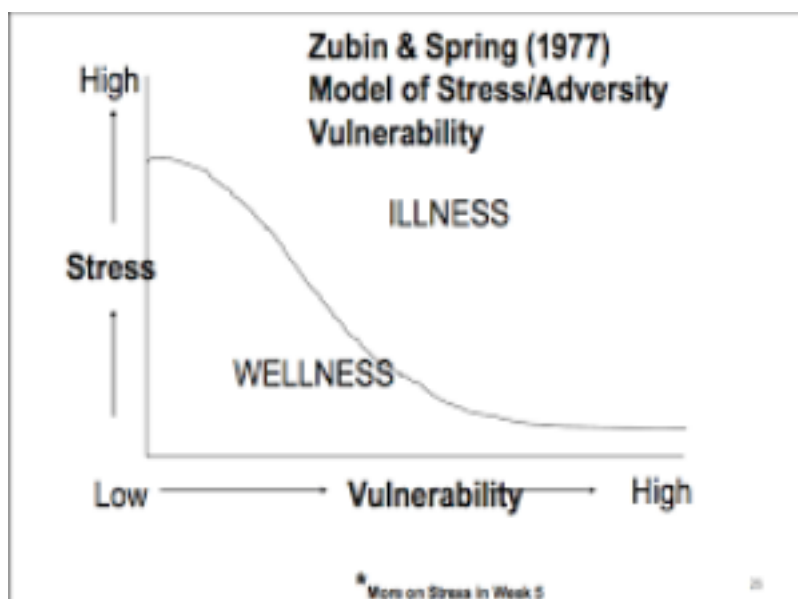 Zubin & Spring (1977)
Model of Stress/Adversity
Vulnerability
High
ILLNESS
Stress
WELLNESS
Low
Vulnerability
High
*More on Stress in Week 5